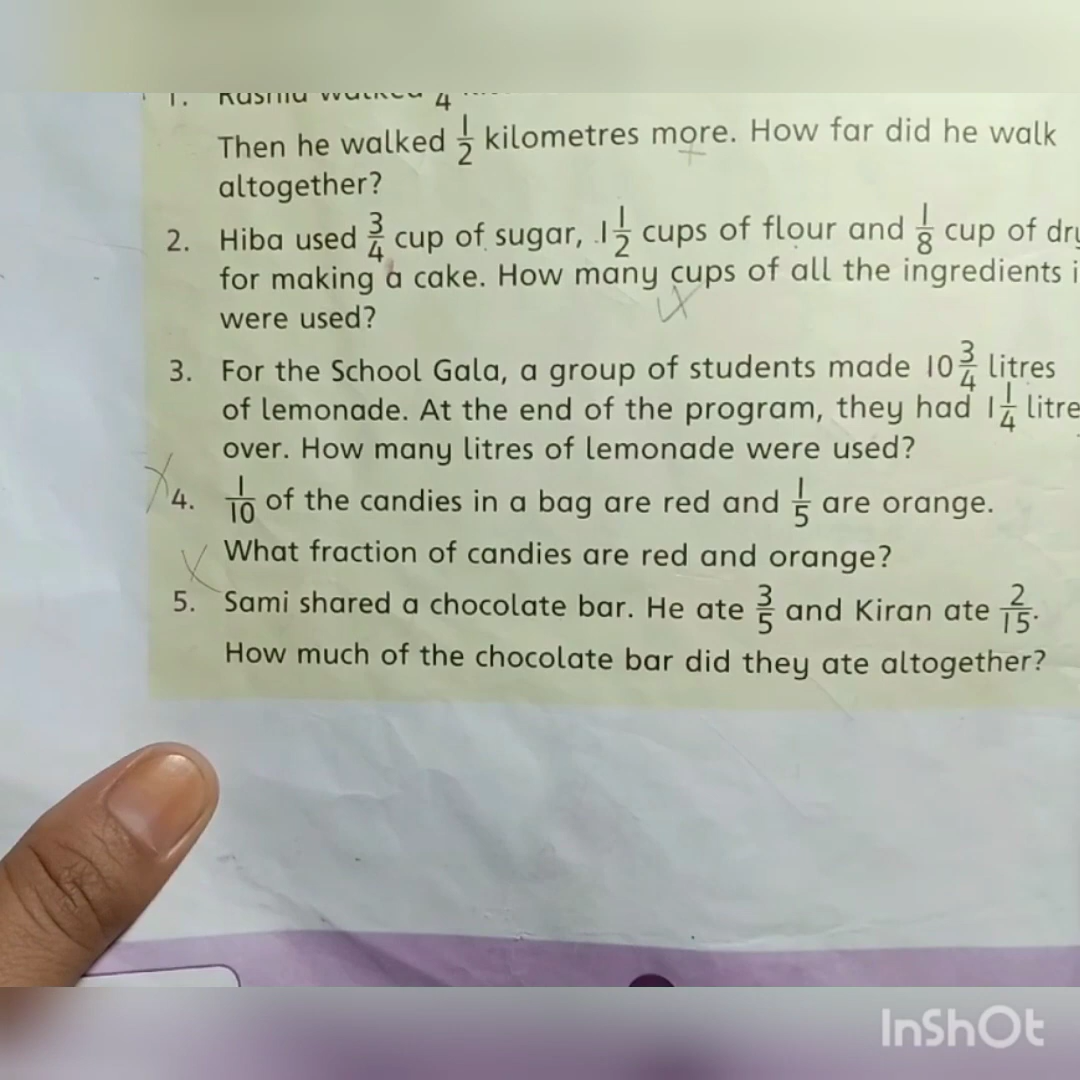 1. Rashid walked 4
Then he walked 1/2 kilometres more. How far did he walk
altogether?
2. Hiba used 3/4 cup of sugar, 1 1/2 cups of flour and 1/8 cup of dry
for making a cake. How many cups of all the ingredients i
were used?
3. For the School Gala, a group of students made 10 3/4 litres
of lemonade. At the end of the program, they had 1 1/4 litre
over. How many litres of lemonade were used?
4. 1/10 of the candies in a bag are red and 1/5 are orange.
What fraction of candies are red and orange?
5. Sami shared a chocolate bar. He ate 3/5 and Kiran ate 2/15.
How much of the chocolate bar did they ate altogether?
InShOt